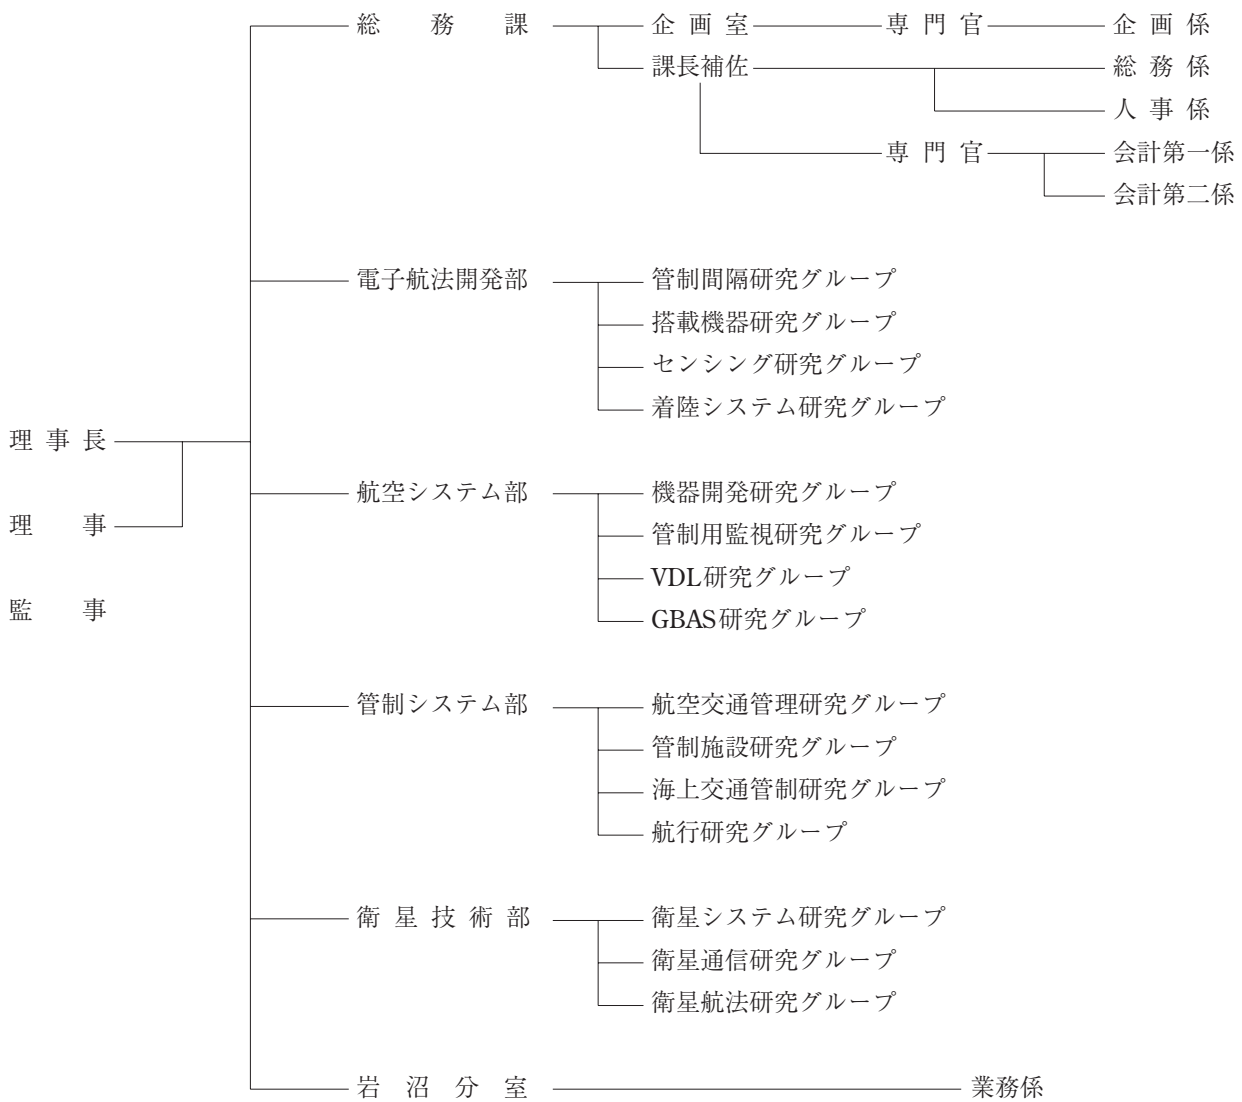 総務課 企画室 専門官 企画係
課長補佐 総務係
人事係
専門官 会計第一係
会計第二係
電子航法開発部 管制間隔研究グループ
搭載機器研究グループ
センシング研究グループ
着陸システム研究グループ
理事長
航空システム部 機器開発研究グループ
理事 管制用監視研究グループ
VDL研究グループ
監事 GBAS研究グループ
管制システム部 航空交通管理研究グループ
管制施設研究グループ
海上交通管制研究グループ
航行研究グループ
衛星技術部 衛星システム研究グループ
衛星通信研究グループ
衛星航法研究グループ
岩沼分室 業務係